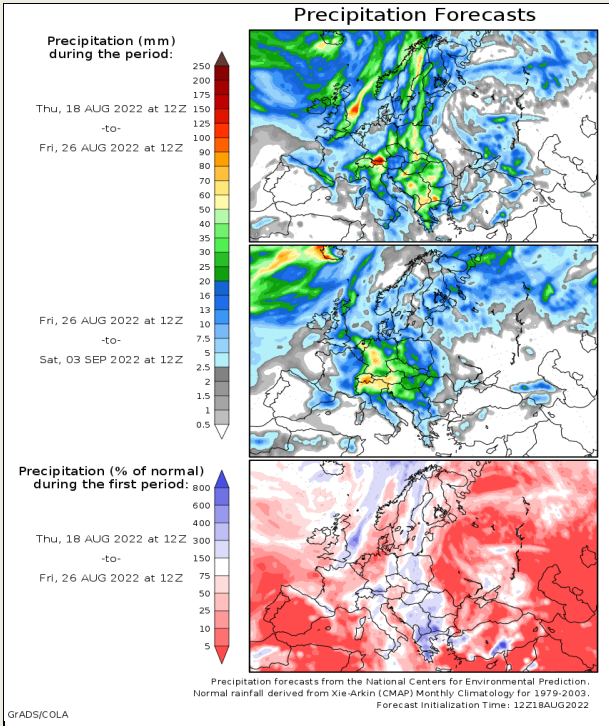 Precipitation Forecasts
Precipitation (mm)
during the period:
Thu, 18 AUG 2022 at 12Z
-to-
Fri, 26 AUG 2022 at 12Z
250
200
175
150
125
100
90
80
70
60
50
40
35
30
25
20
16
13
10
7.5
5
2.5
2
1.5
1
0.5
Fri, 26 AUG 2022 at 12Z
-to-
Sat, 03 SEP 2022 at 12Z
Precipitation (% of normal)
during the first period:
Thu, 18 AUG 2022 at 12Z
-to-
Fri, 26 AUG 2022 at 12Z
800
600
400
300
150
75
50
25
10
5
Precipitation forecasts from the National Centers for Environmental Prediction.
Normal rainfall derived from Xie-Arkin (CMAP) Monthly Climatology for 1979-2003.
Forecast Initialization Time: 12Z18AUG2022
GrADS/COLA